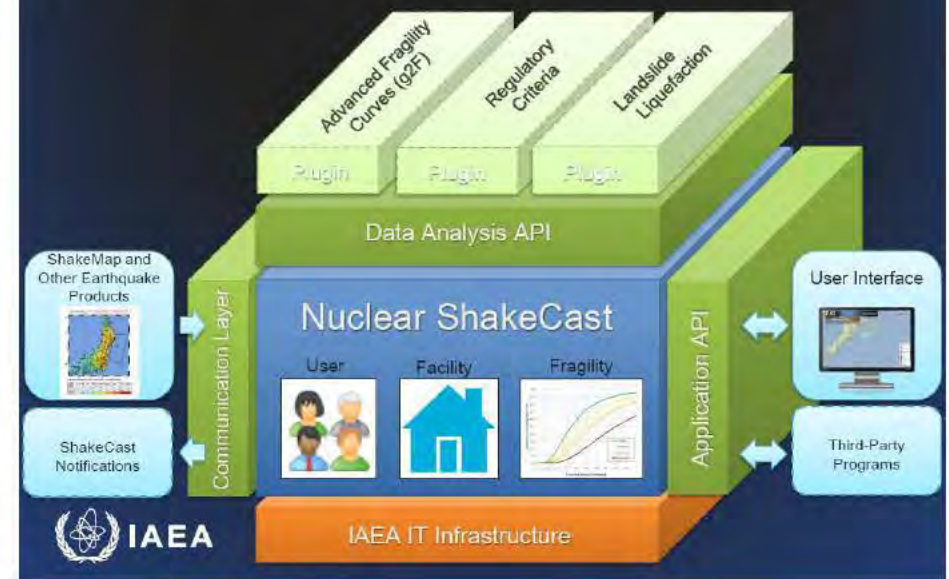 Advanced Fragility
Curves (g2F)
Regulatory
Criteria
Landslide
Liquefaction
Plugin
Plugin
Plugin
Data Analysis API
ShakeMap and
Other Earthquake
Products
Communication Layer
Nuclear ShakeCast
User
Facility
Fragility
Application API
User Interface
ShakeCast
Notifications
Third-Party
Programs
IAEA IT Infrastructure
IAEA